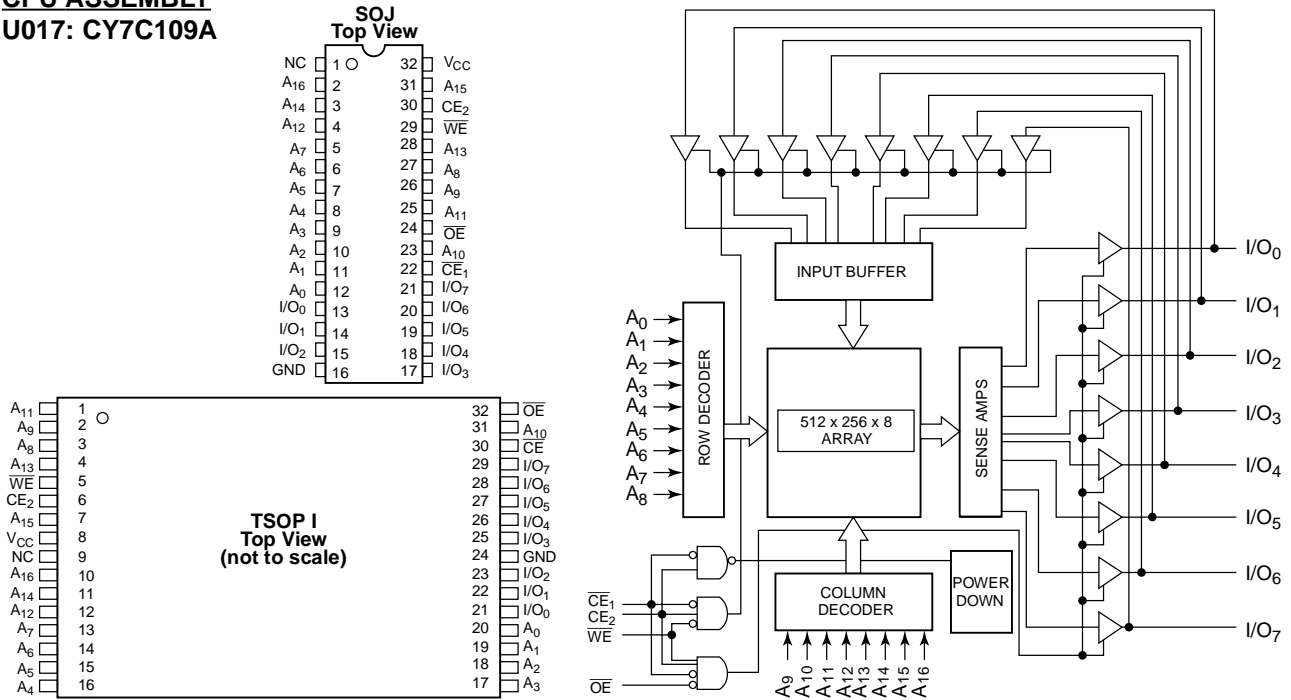 CPU ASSEMBLY
U017: CY7C109A
SOJ
Top View
NC 1 32 VCC
A16 2 31 A15
A14 3 30 CE2
A12 4 29 WE
A7 5 28 A13
A6 6 27 A8
A5 7 26 A9
A4 8 25 A11
A3 9 24 OE
A2 10 23 A10
A1 11 22 CE1
A0 12 21 I/O7
I/O0 13 20 I/O6
I/O1 14 19 I/O5
I/O2 15 18 I/O4
GND 16 17 I/O3
A11 1 32 OE
A9 2 31 A10
A8 3 30 CE
A13 4 29 I/O7
WE 5 28 I/O6
CE2 6 27 I/O5
A15 7 26 I/O4
VCC 8 25 I/O3
NC 9 24 GND
A16 10 23 I/O2
A14 11 22 I/O1
A12 12 21 I/O0
A7 13 20 A0
A6 14 19 A1
A5 15 18 A2
A4 16 17 A3
TSOP I
Top View
(not to scale)
INPUT BUFFER
A0
A1
A2
A3
A4
A5
A6
A7
A8
ROW DECODER
512 x 256 x 8
ARRAY
SENSE AMPS
I/O0
I/O1
I/O2
I/O3
I/O4
I/O5
I/O6
I/O7
COLUMN
DECODER
POWER
DOWN
CE1
CE2
WE
OE
A9
A10
A11
A12
A13
A14
A15
A16